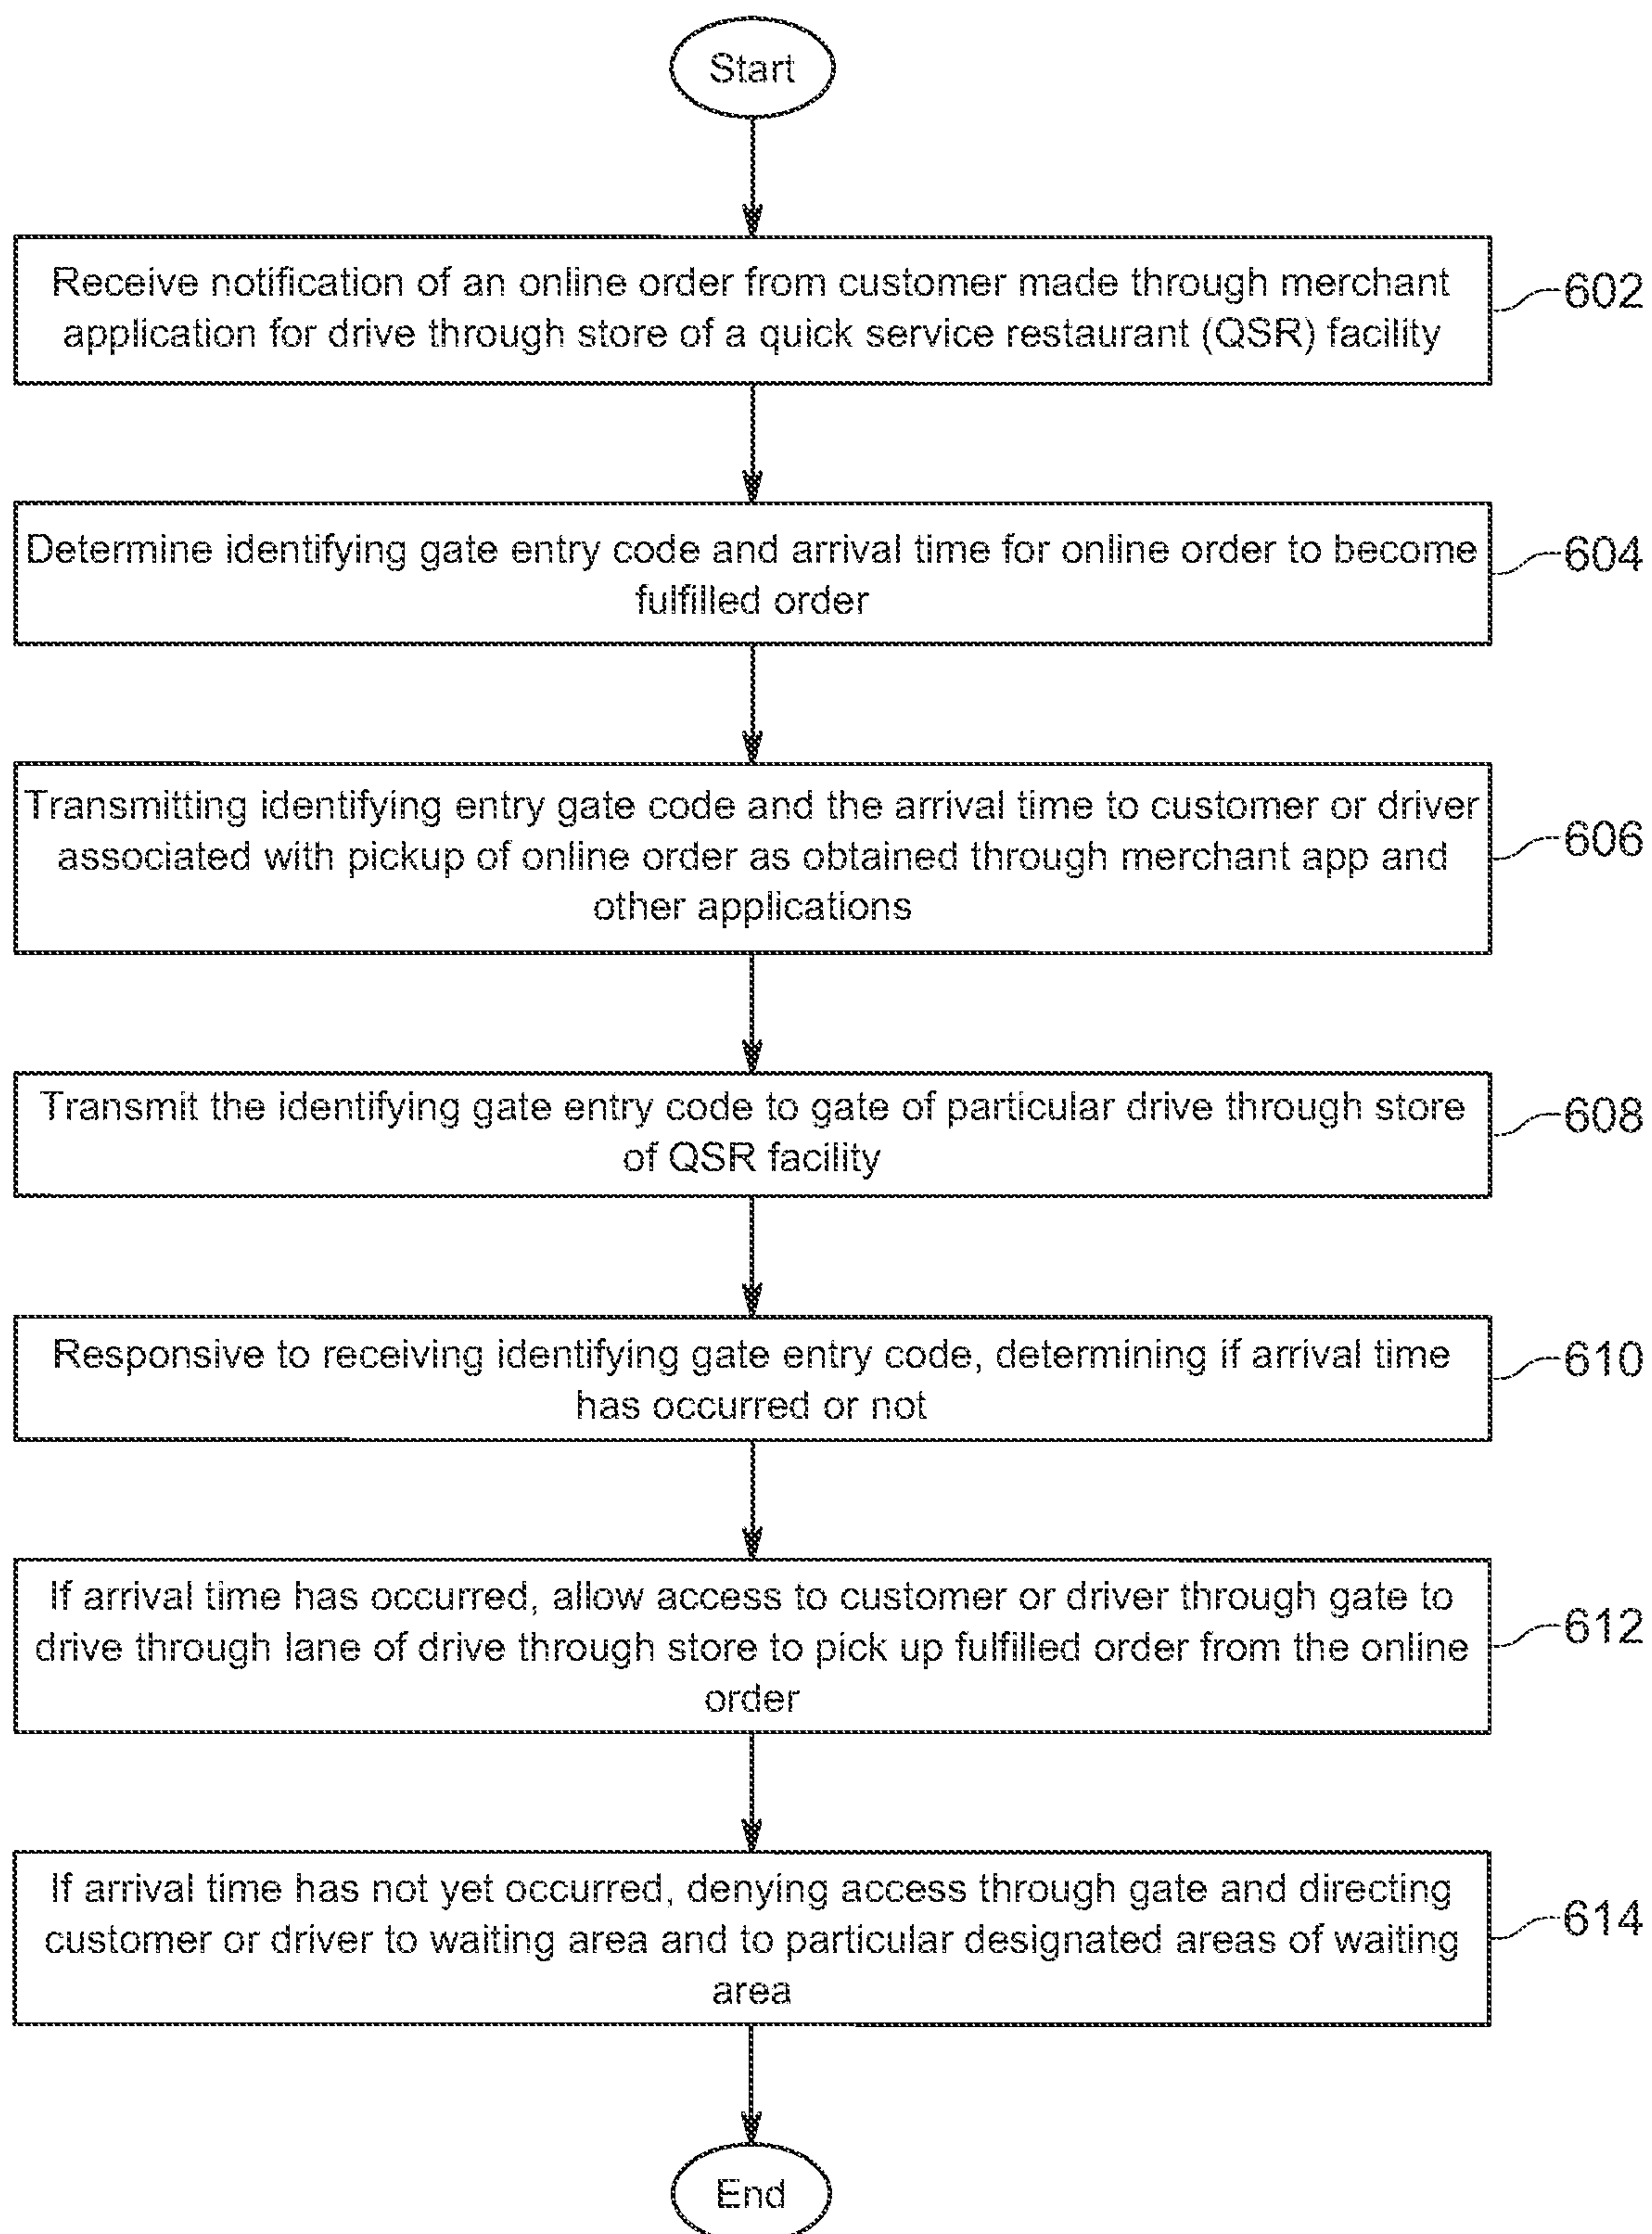 Start
Receive notification of an online order from customer made through merchant
application for drive through store of a quick service restaurant (QSR) facility
602
Determine identifying gate entry code and arrival time for online order to become
fulfilled order
604
Transmitting identifying entry gate code and the arrival time to customer or driver
associated with pickup of online order as obtained through merchant app and
other applications
606
Transmit the identifying gate entry code to gate of particular drive through store
of QSR facility
608
Responsive to receiving identifying gate entry code, determining if arrival time
has occurred or not
610
If arrival time has occurred, allow access to customer or driver through gate to
drive through lane of drive through store to pick up fulfilled order from the online
order
612
If arrival time has not yet occurred, denying access through gate and directing
customer or driver to waiting area and to particular designated areas of waiting
area
614
End